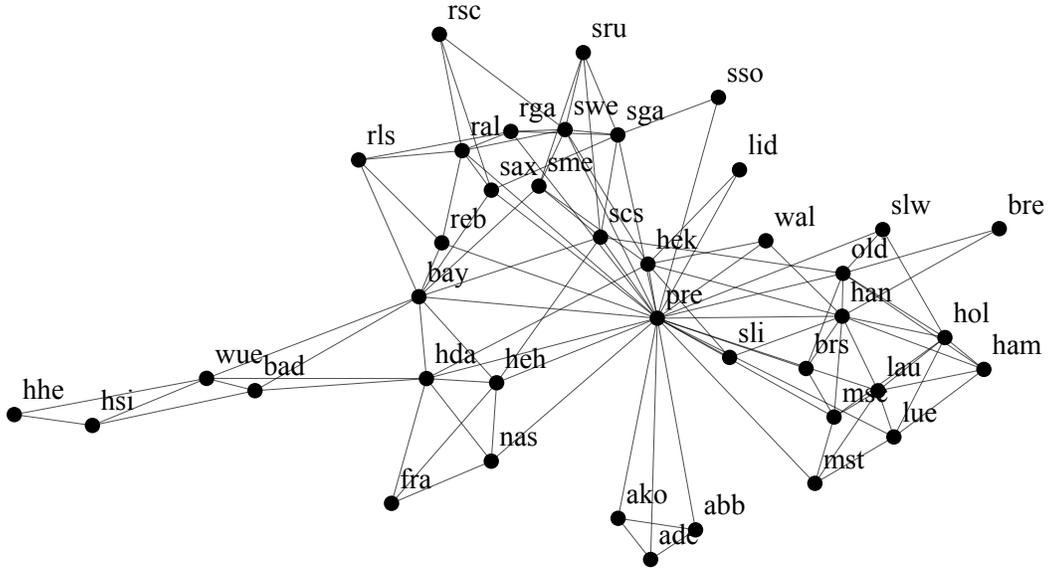 rsc
sru
sso
rga
swe
sga
ral
rls
lid
sax
sme
scs
reb
wal
slw
bre
hek
old
bay
pre
han
hol
sli
ham
wue
bad
hda
heh
brs
lau
hhe
hsi
msc
lue
nas
mst
fra
ako
abb
ade